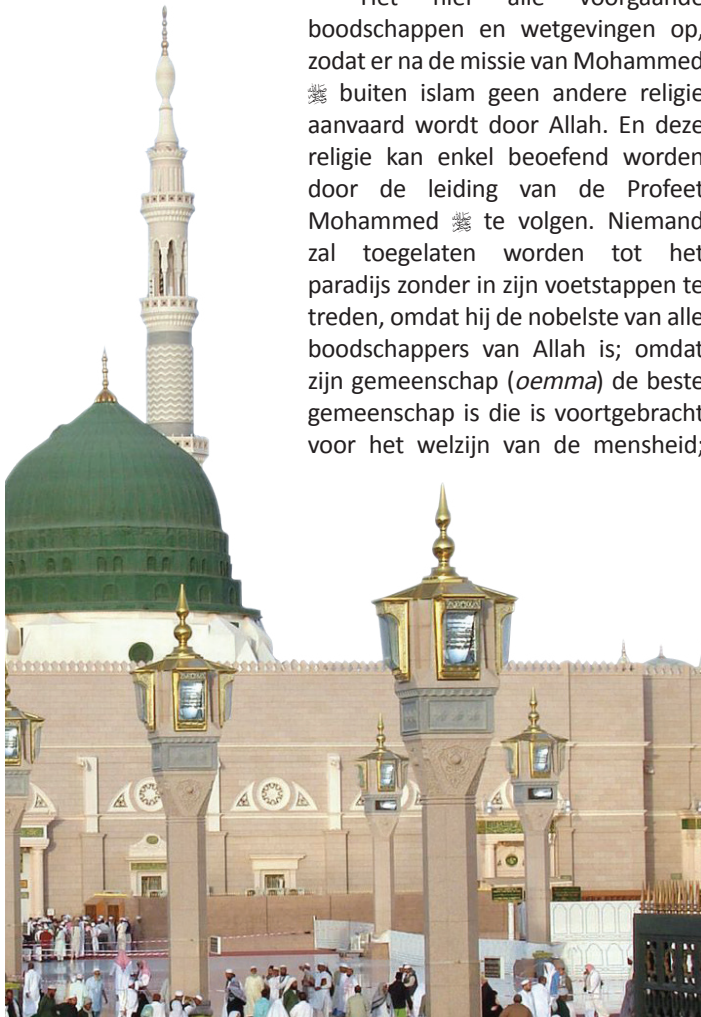 Het hief alle voorgaande
boodschappen en wetgevingen op,
zodat er na de missie van Mohammed
ﷺ buiten islam geen andere religie
aanvaard wordt door Allah. En deze
religie kan enkel beoefend worden
door de leiding van de Profeet
Mohammed ﷺ te volgen. Niemand
zal toegelaten worden tot het
paradijs zonder in zijn voetstappen te
treden, omdat hij de nobelste van alle
boodschappers van Allah is; omdat
zijn gemeenschap (oemma) de beste
gemeenschap is die is voortgebracht
voor het welzijn van de mensheid;